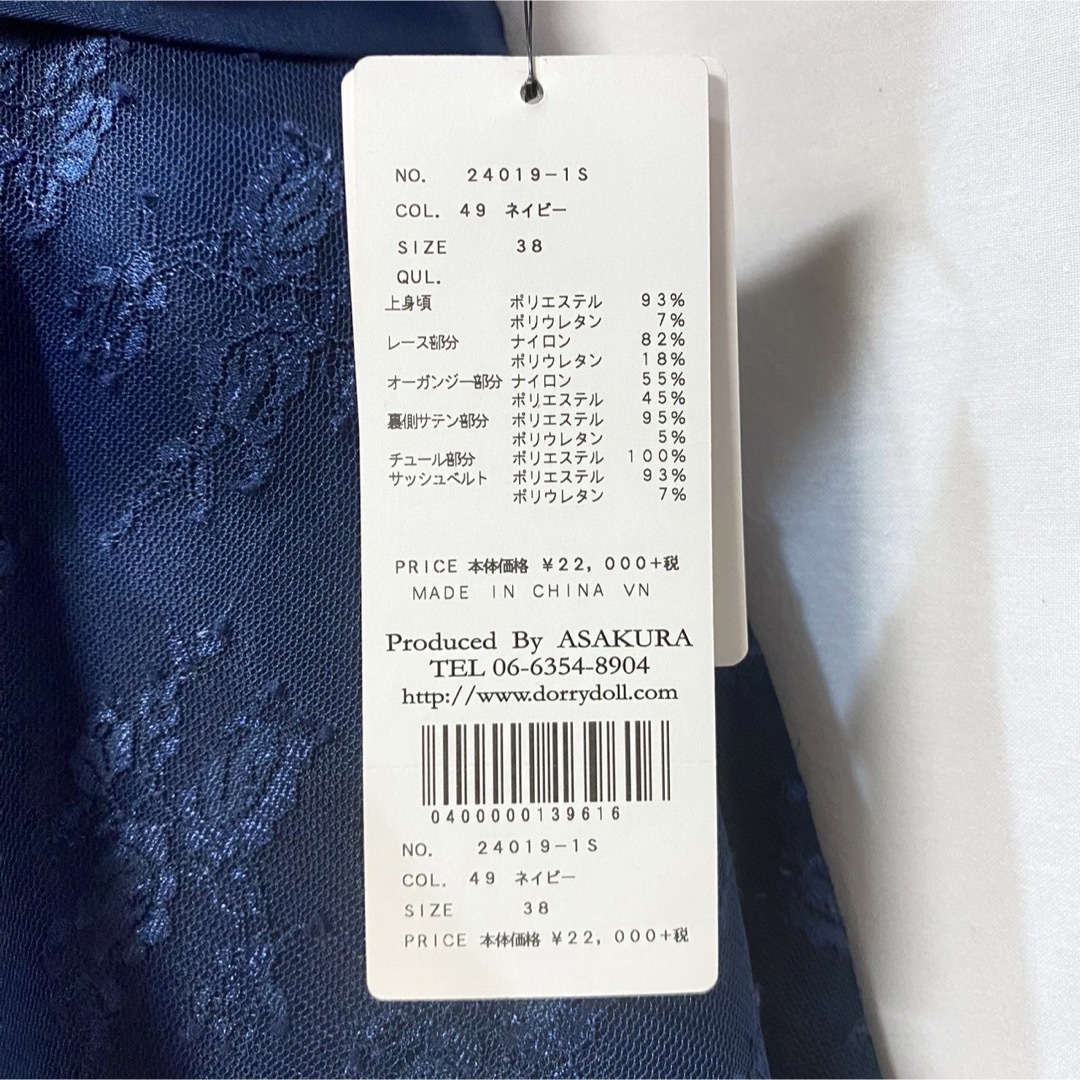 NO. 24019-1S
COL. 49 ネイビー
SIZE 38
QUL.
上身頃 ポリエステル 93%
ポリウレタン 7%
レース部分 ナイロン 82%
ポリウレタン 18%
オーガンジー部分 ナイロン 55%
ポリエステル 45%
裏側サテン部分 ポリエステル 95%
ポリウレタン 5%
チュール部分 ポリエステル 100%
サッシュベルト ポリエステル 93%
ポリウレタン 7%
PRICE 本体価格 ¥22,000+税
MADE IN CHINA VN
Produced By ASAKURA
TEL 06-6354-8904
http://www.dorrydoll.com
0400000139616
NO. 24019-1S
COL. 49 ネイビー
SIZE 38
PRICE 本体価格 ¥22,000+税